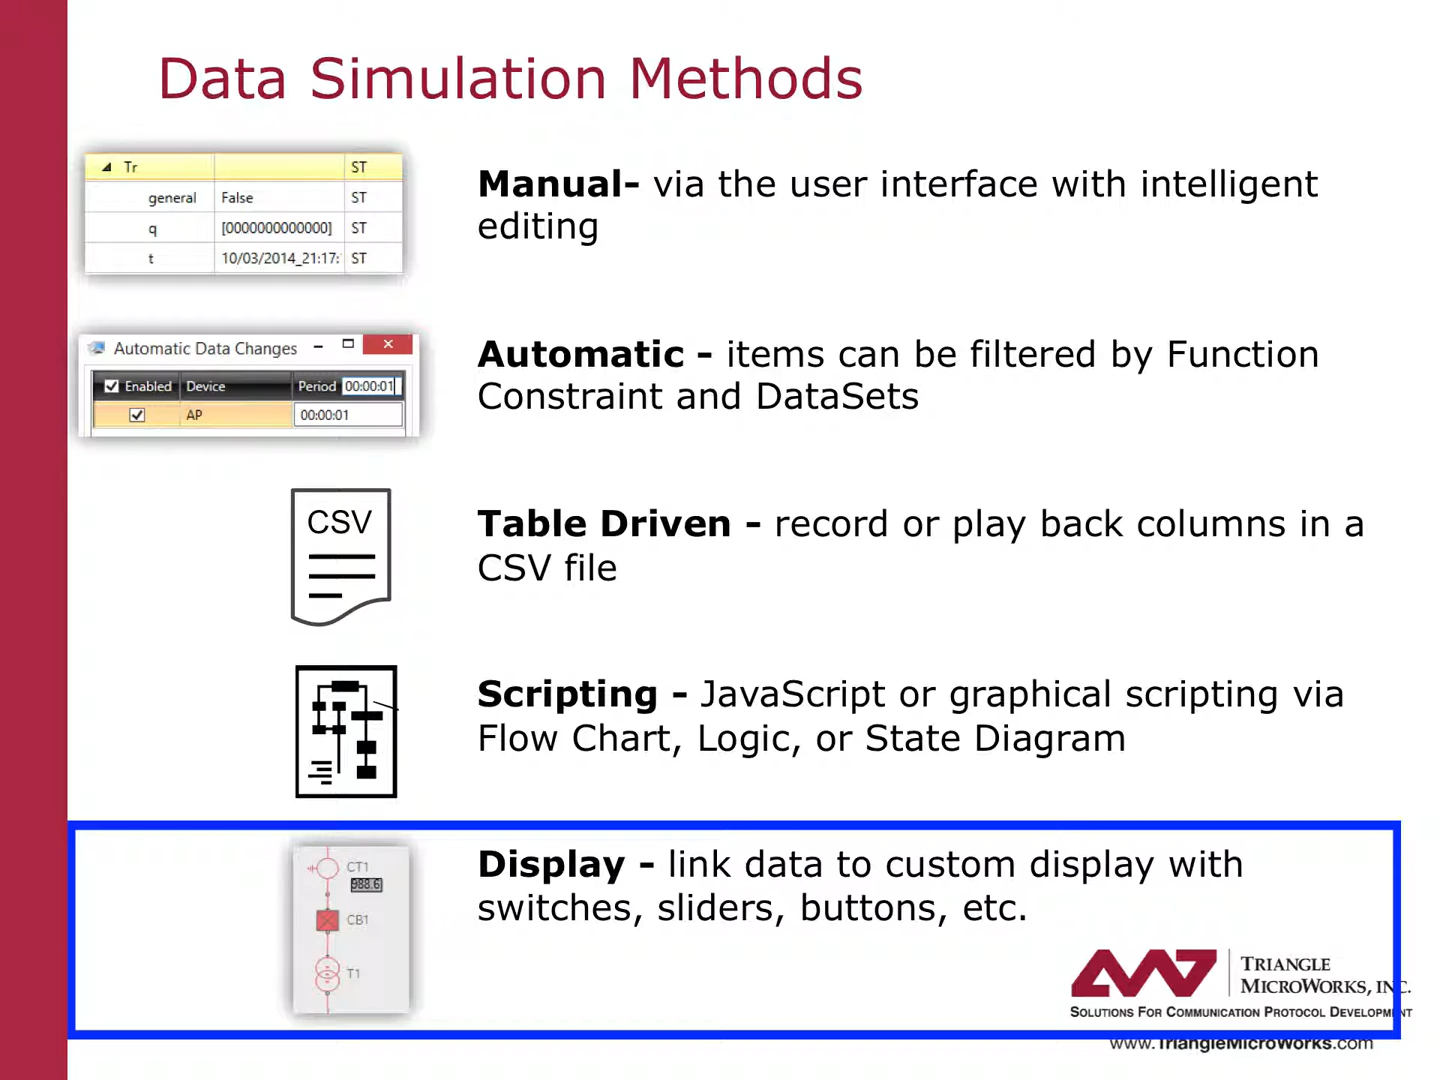 Data Simulation Methods
Tr ST
general False ST
q [0000000000000] ST
t 10/03/2014_21:17: ST
Manual- via the user interface with intelligent
editing
Automatic Data Changes
Enabled Device Period 00:00:01
AP 00:00:01
Automatic - items can be filtered by Function
Constraint and DataSets
CSV
Table Driven - record or play back columns in a
CSV file
Scripting - JavaScript or graphical scripting via
Flow Chart, Logic, or State Diagram
CT1
988.6
CB1
T1
Display - link data to custom display with
switches, sliders, buttons, etc.
TRIANGLE
MICROWORKS, INC.
SOLUTIONS FOR COMMUNICATION PROTOCOL DEVELOPMENT
www.TriangleMicroWorks.com